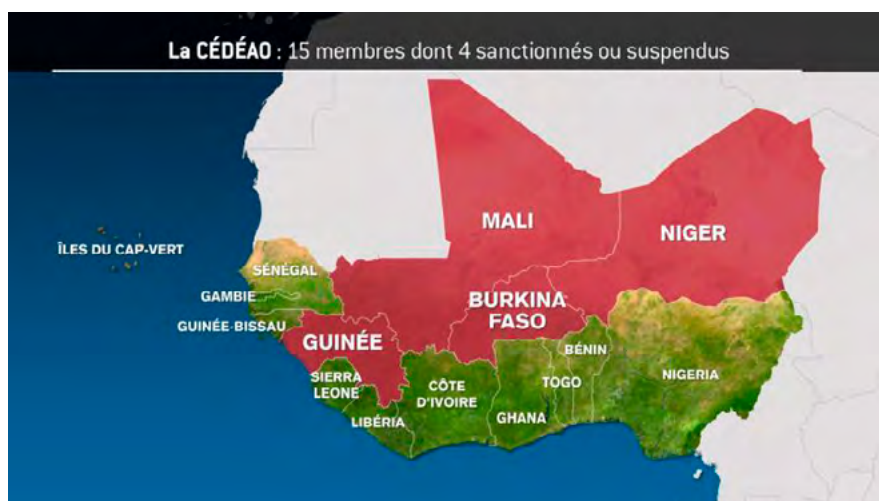 La CÉDÉAO : 15 membres dont 4 sanctionnés ou suspendus
MALI
NIGER
ÎLES DU CAP-VERT
SÉNÉGAL
GAMBIE
BURKINA
FASO
GUINÉE-BISSAU
GUINÉE
BÉNIN
SIERRA
LEONE
CÔTE
D'IVOIRE
TOGO
NIGERIA
LIBÉRIA
GHANA